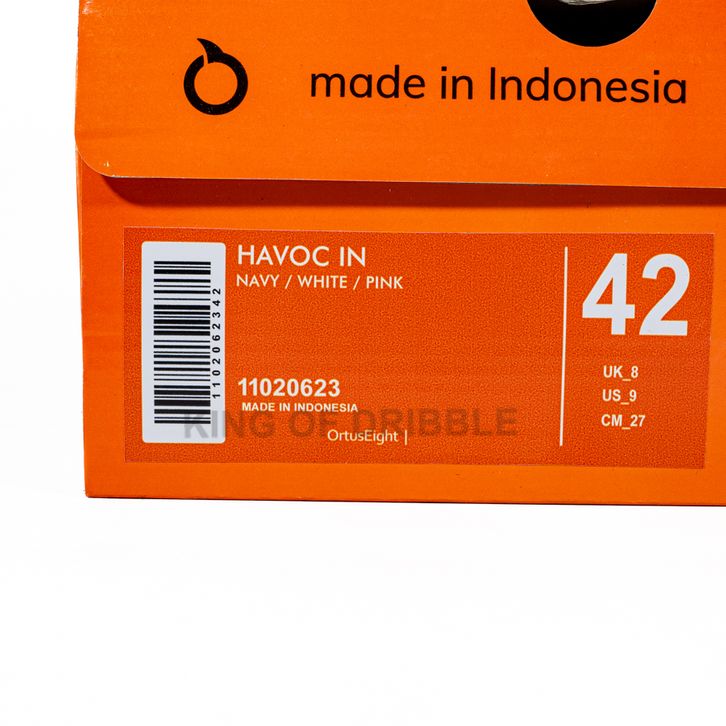 made in Indonesia
HAVOC IN
NAVY / WHITE / PINK
11020623
MADE IN INDONESIA
OrtusEight |
1102062342
42
UK_8
US_9
CM_27
KING OF DRIBBLE